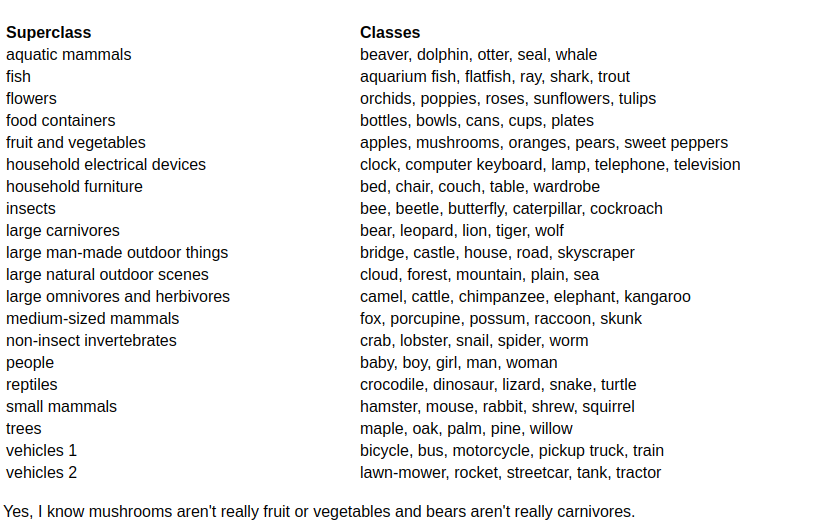 Superclass Classes
aquatic mammals beaver, dolphin, otter, seal, whale
fish aquarium fish, flatfish, ray, shark, trout
flowers orchids, poppies, roses, sunflowers, tulips
food containers bottles, bowls, cans, cups, plates
fruit and vegetables apples, mushrooms, oranges, pears, sweet peppers
household electrical devices clock, computer keyboard, lamp, telephone, television
household furniture bed, chair, couch, table, wardrobe
insects bee, beetle, butterfly, caterpillar, cockroach
large carnivores bear, leopard, lion, tiger, wolf
large man-made outdoor things bridge, castle, house, road, skyscraper
large natural outdoor scenes cloud, forest, mountain, plain, sea
large omnivores and herbivores camel, cattle, chimpanzee, elephant, kangaroo
medium-sized mammals fox, porcupine, possum, raccoon, skunk
non-insect invertebrates crab, lobster, snail, spider, worm
people baby, boy, girl, man, woman
reptiles crocodile, dinosaur, lizard, snake, turtle
small mammals hamster, mouse, rabbit, shrew, squirrel
trees maple, oak, palm, pine, willow
vehicles 1 bicycle, bus, motorcycle, pickup truck, train
vehicles 2 lawn-mower, rocket, streetcar, tank, tractor
Yes, I know mushrooms aren't really fruit or vegetables and bears aren't really carnivores.